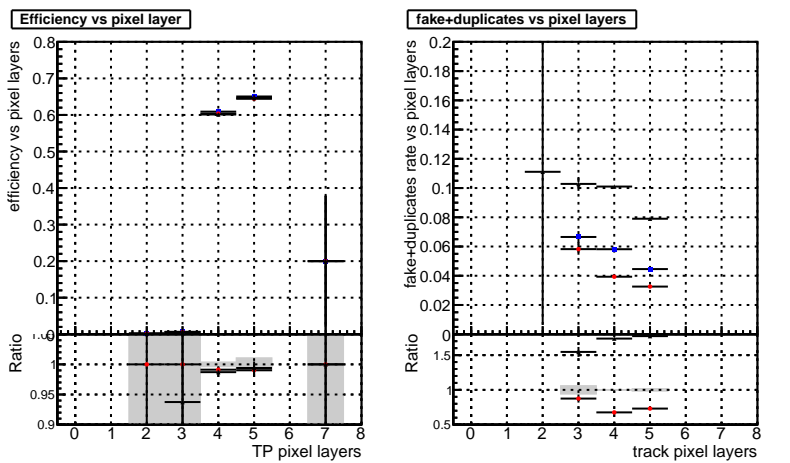 Efficiency vs pixel layer
efficiency vs pixel layers
0.8
0.7
0.6
0.5
0.4
0.3
0.2
0.1
0
Ratio
1
0.95
0.9
0 1 2 3 4 5 6 7 8
TP pixel layers
fake+duplicates vs pixel layers
fake+duplicates rate vs pixel layers
0.2
0.18
0.16
0.14
0.12
0.1
0.08
0.06
0.04
0.02
0
Ratio
1.5
1
0.5
0 1 2 3 4 5 6 7 8
track pixel layers